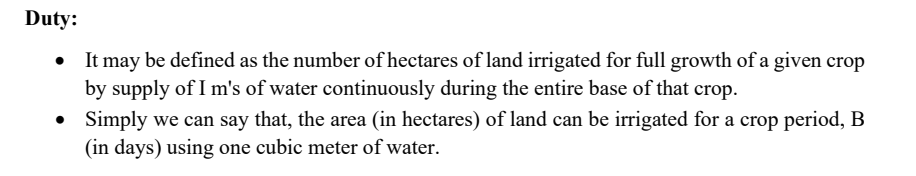 Duty:
• It may be defined as the number of hectares of land irrigated for full growth of a given crop
by supply of I m's of water continuously during the entire base of that crop.
• Simply we can say that, the area (in hectares) of land can be irrigated for a crop period, B
(in days) using one cubic meter of water.